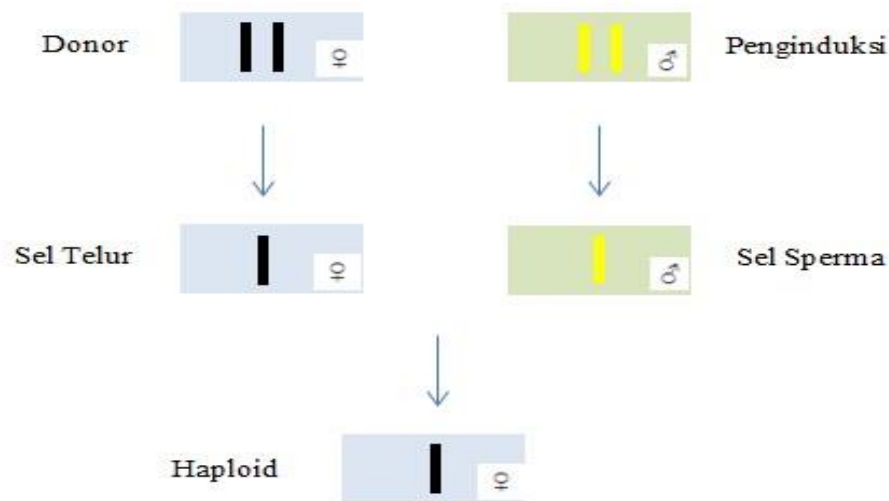 Donor
♀
♂
Penginduksi
Sel Telur
♀
♂
Sel Sperma
Haploid
♀